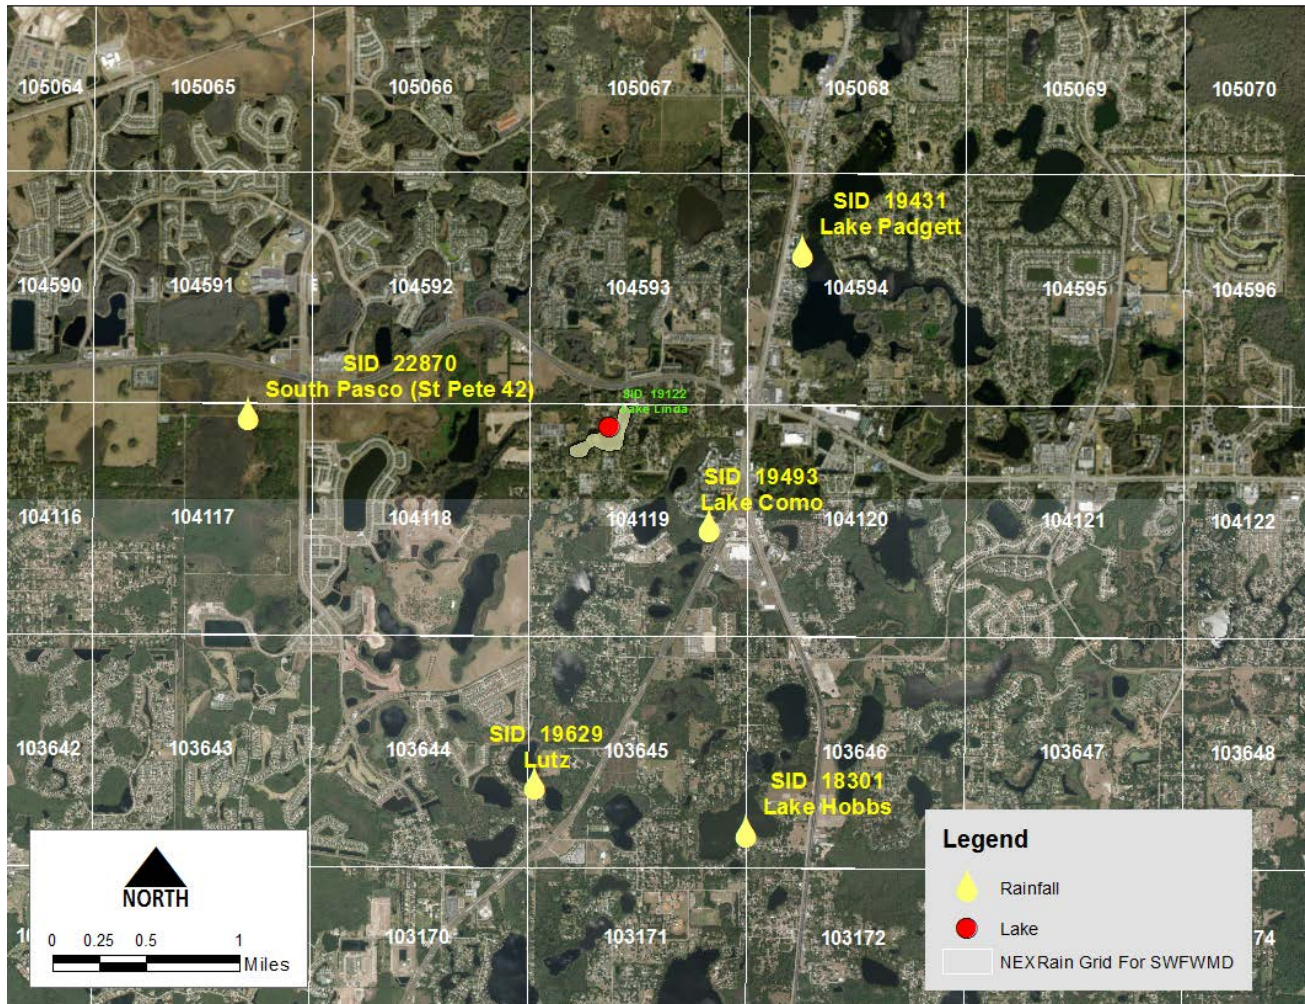 105064
105065
105066
105067
105068
105069
105070
SID 19431
Lake Padgett
104590
104591
104592
104593
104594
104595
104596
SID 22870
South Pasco (St Pete 42)
SID 19122
Lake Linda
SID 19493
Lake Como
104116
104117
104118
104119
104120
104121
104122
SID 19629
Lutz
103642
103643
103644
103645
103646
103647
103648
SID 18301
Lake Hobbs
103170
103171
103172
74
NORTH
0 0.25 0.5 1
Miles
Legend
Rainfall
Lake
NEXRain Grid For SWFWMD